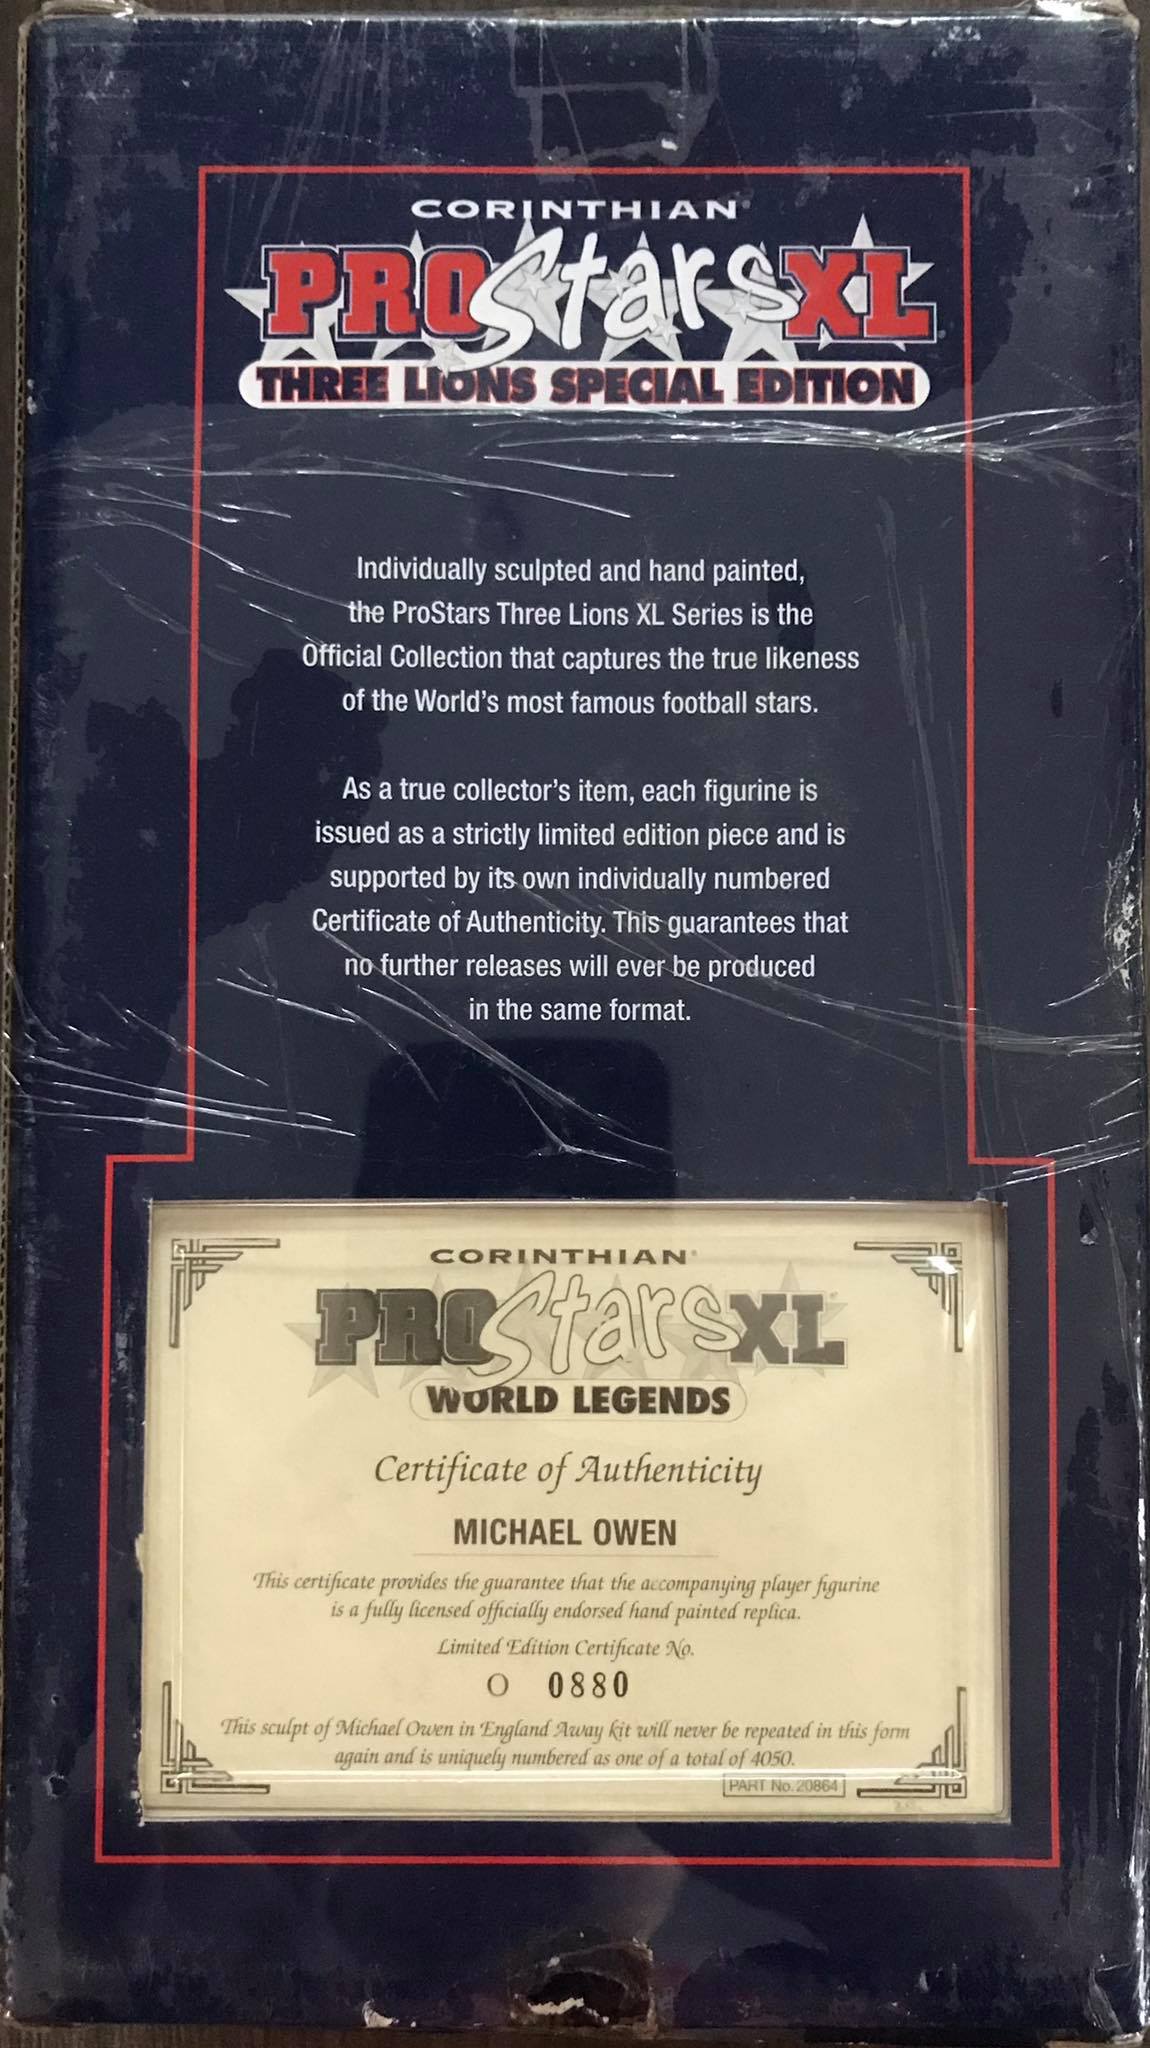 CORINTHIAN®
PROStarsXL
THREE LIONS SPECIAL EDITION
Individually sculpted and hand painted,
the ProStars Three Lions XL Series is the
Official Collection that captures the true likeness
of the World's most famous football stars.
As a true collector's item, each figurine is
issued as a strictly limited edition piece and is
supported by its own individually numbered
Certificate of Authenticity. This guarantees that
no further releases will ever be produced
in the same format.
CORINTHIAN®
PROStarsXL
WORLD LEGENDS
Certificate of Authenticity
MICHAEL OWEN
This certificate provides the guarantee that the accompanying player figurine
is a fully licensed officially endorsed hand painted replica.
Limited Edition Certificate No.
O 0880
This sculpt of Michael Owen in England Away kit will never be repeated in this form
again and is uniquely numbered as one of a total of 4050.
PART No. 20864